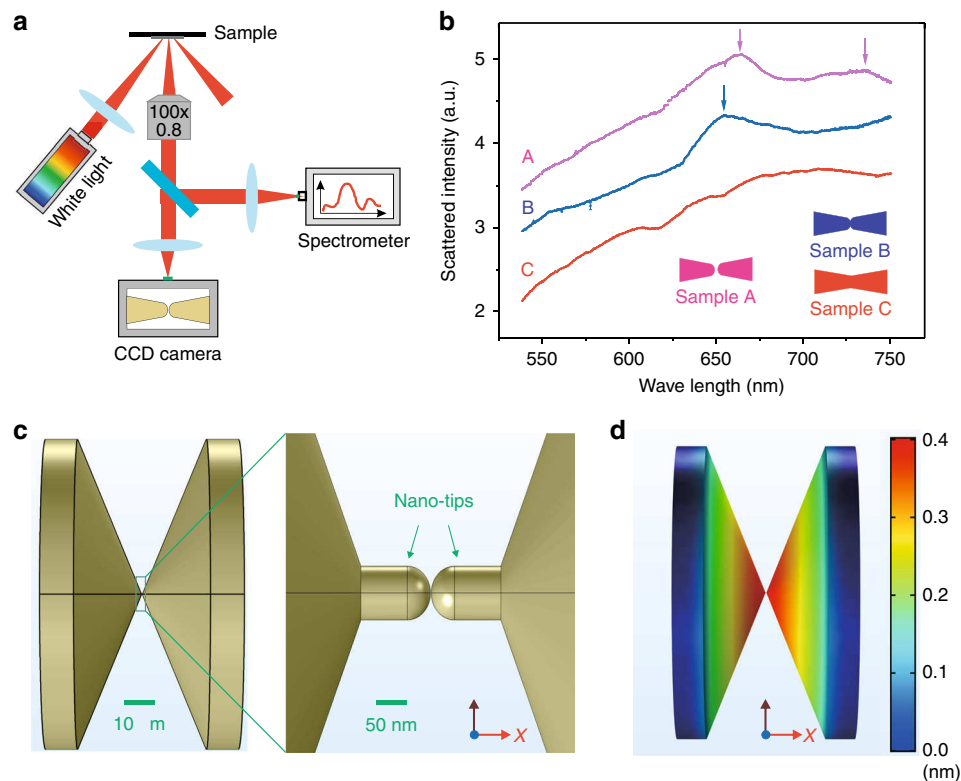 a
Sample
100x
0.8
White light
Spectrometer
CCD camera
b
Scattered intensity (a.u.)
5
4
3
2
A
B
C
Sample A
Sample B
Sample C
550
600
650
700
750
Wave length (nm)
c
Nano-tips
10 m
50 nm
X
d
X
0.4
0.3
0.2
0.1
0.0
(nm)